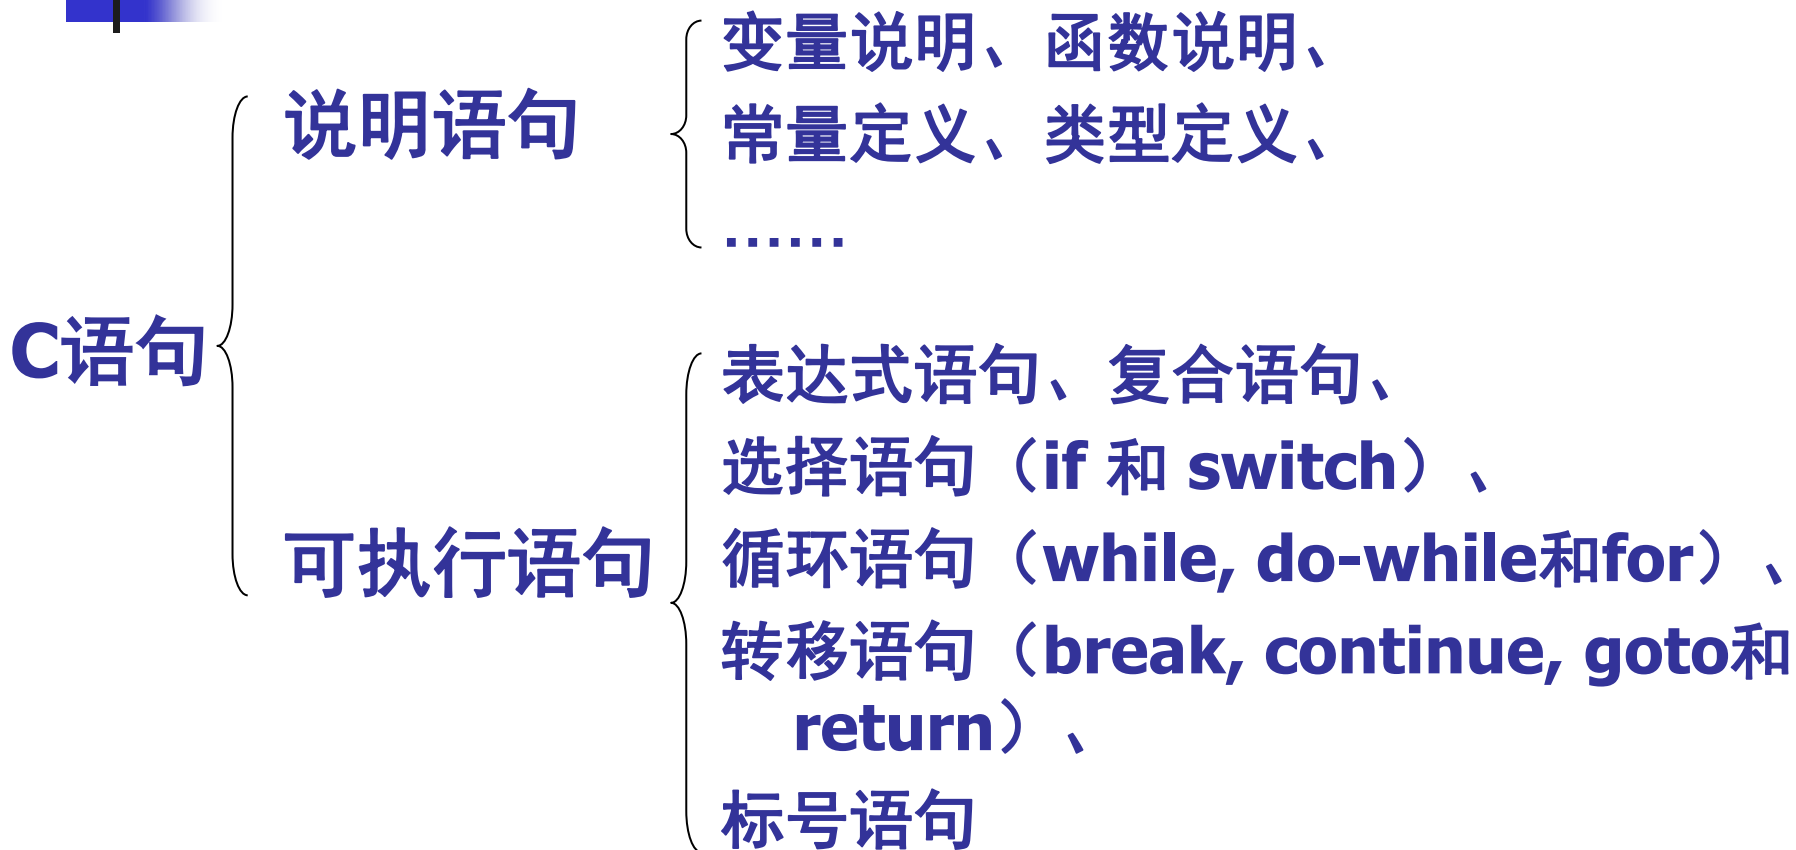 C语句
说明语句
变量说明、函数说明、
常量定义、类型定义、
……
可执行语句
表达式语句、复合语句、
选择语句（if 和 switch）、
循环语句（while, do-while和for）、
转移语句（break, continue, goto和
return）、
标号语句